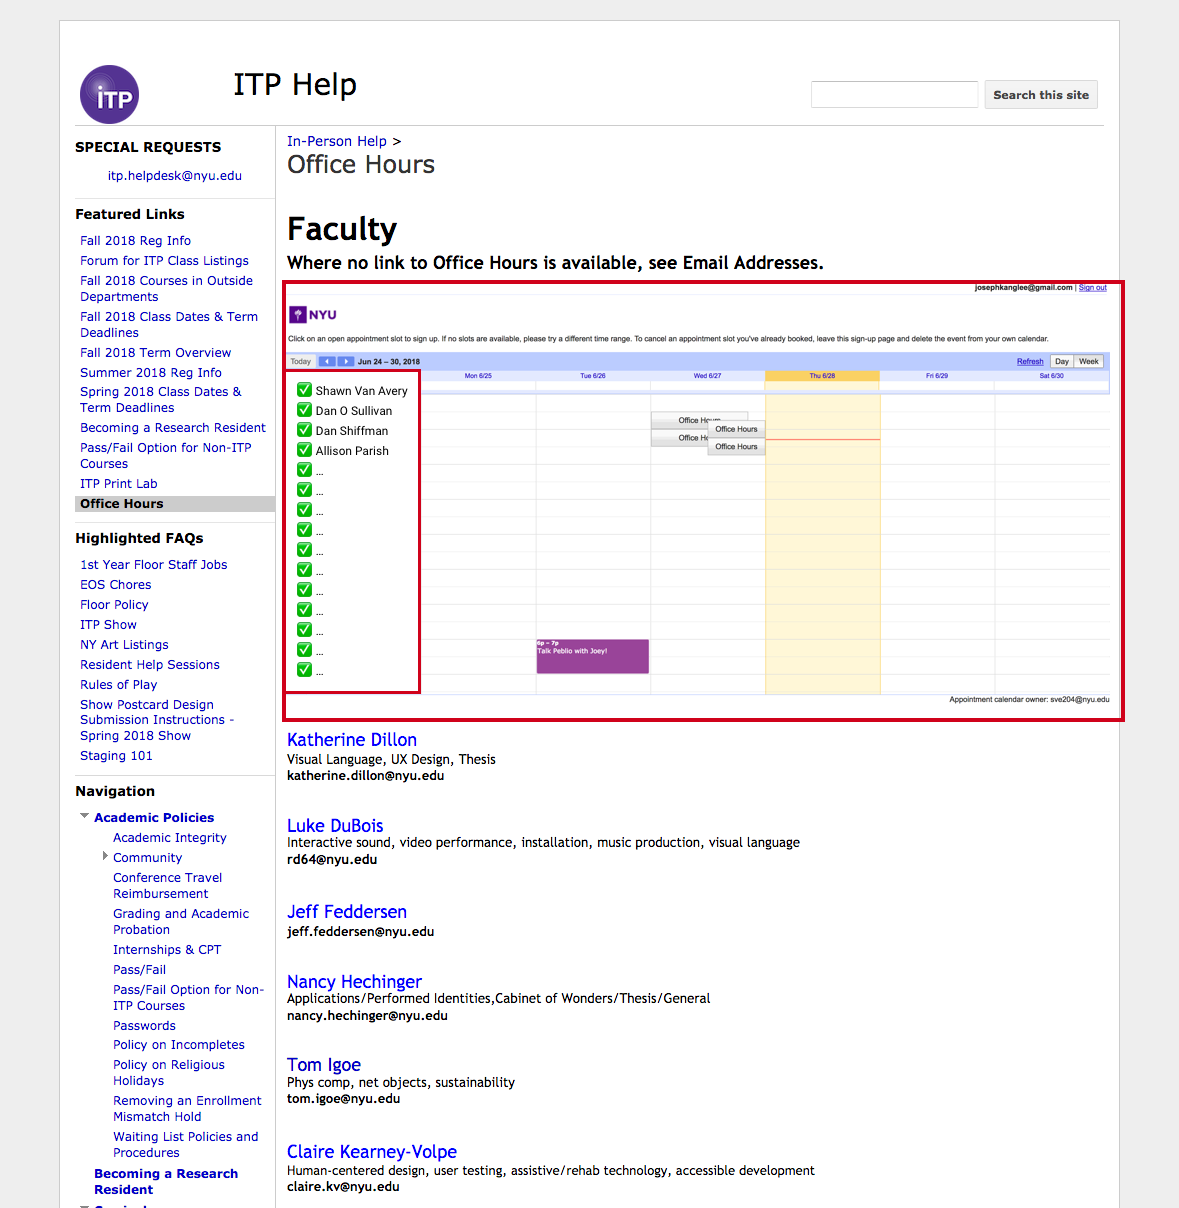 iTP
ITP Help
Search this site
SPECIAL REQUESTS
itp.helpdesk@nyu.edu
Featured Links
Fall 2018 Reg Info
Forum for ITP Class Listings
Fall 2018 Courses in Outside
Departments
Fall 2018 Class Dates & Term
Deadlines
Fall 2018 Term Overview
Summer 2018 Reg Info
Spring 2018 Class Dates &
Term Deadlines
Becoming a Research Resident
Pass/Fail Option for Non-ITP
Courses
ITP Print Lab
Office Hours
Highlighted FAQs
1st Year Floor Staff Jobs
EOS Chores
Floor Policy
ITP Show
NY Art Listings
Resident Help Sessions
Rules of Play
Show Postcard Design
Submission Instructions -
Spring 2018 Show
Staging 101
Navigation
Academic Policies
Academic Integrity
Community
Conference Travel
Reimbursement
Grading and Academic
Probation
Internships & CPT
Pass/Fail
Pass/Fail Option for Non-
ITP Courses
Passwords
Policy on Incompletes
Policy on Religious
Holidays
Removing an Enrollment
Mismatch Hold
Waiting List Policies and
Procedures
Becoming a Research
Resident
In-Person Help >
Office Hours
Faculty
Where no link to Office Hours is available, see Email Addresses.
josephkanglee@gmail.com | Sign out
NYU
Click on an open appointment slot to sign up. If no slots are available, please try a different time range. To cancel an appointment slot you've already booked, leave this sign-up page and delete the event from your own calendar.
Today Jun 24 – 30, 2018 Refresh Day Week
Mon 6/25 Tue 6/26 Wed 6/27 Thu 6/28 Fri 6/29 Sat 6/30
✅ Shawn Van Avery
✅ Dan O Sullivan
✅ Dan Shiffman
✅ Allison Parish
✅ ...
✅ ...
✅ ...
✅ ...
✅ ...
✅ ...
✅ ...
✅ ...
✅ ...
✅ ...
✅ ...
Office Hours
Office Hours
Office Ho
Office Hours
6p – 7p
Talk Peblio with Joey!
Appointment calendar owner: sve204@nyu.edu
Katherine Dillon
Visual Language, UX Design, Thesis
katherine.dillon@nyu.edu
Luke DuBois
Interactive sound, video performance, installation, music production, visual language
rd64@nyu.edu
Jeff Feddersen
jeff.feddersen@nyu.edu
Nancy Hechinger
Applications/Performed Identities,Cabinet of Wonders/Thesis/General
nancy.hechinger@nyu.edu
Tom Igoe
Phys comp, net objects, sustainability
tom.igoe@nyu.edu
Claire Kearney-Volpe
Human-centered design, user testing, assistive/rehab technology, accessible development
claire.kv@nyu.edu